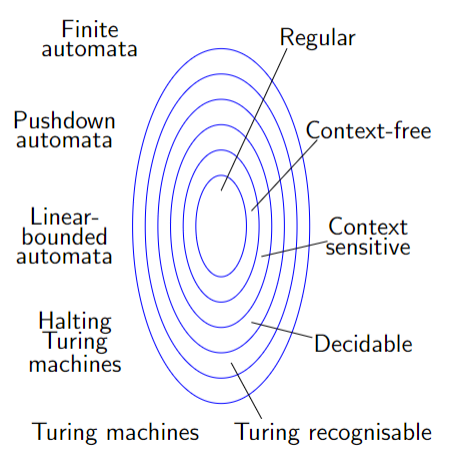 Finite
automata
Regular
Pushdown
automata
Context-free
Linear-
bounded
automata
Context
sensitive
Halting
Turing
machines
Decidable
Turing machines
Turing recognisable